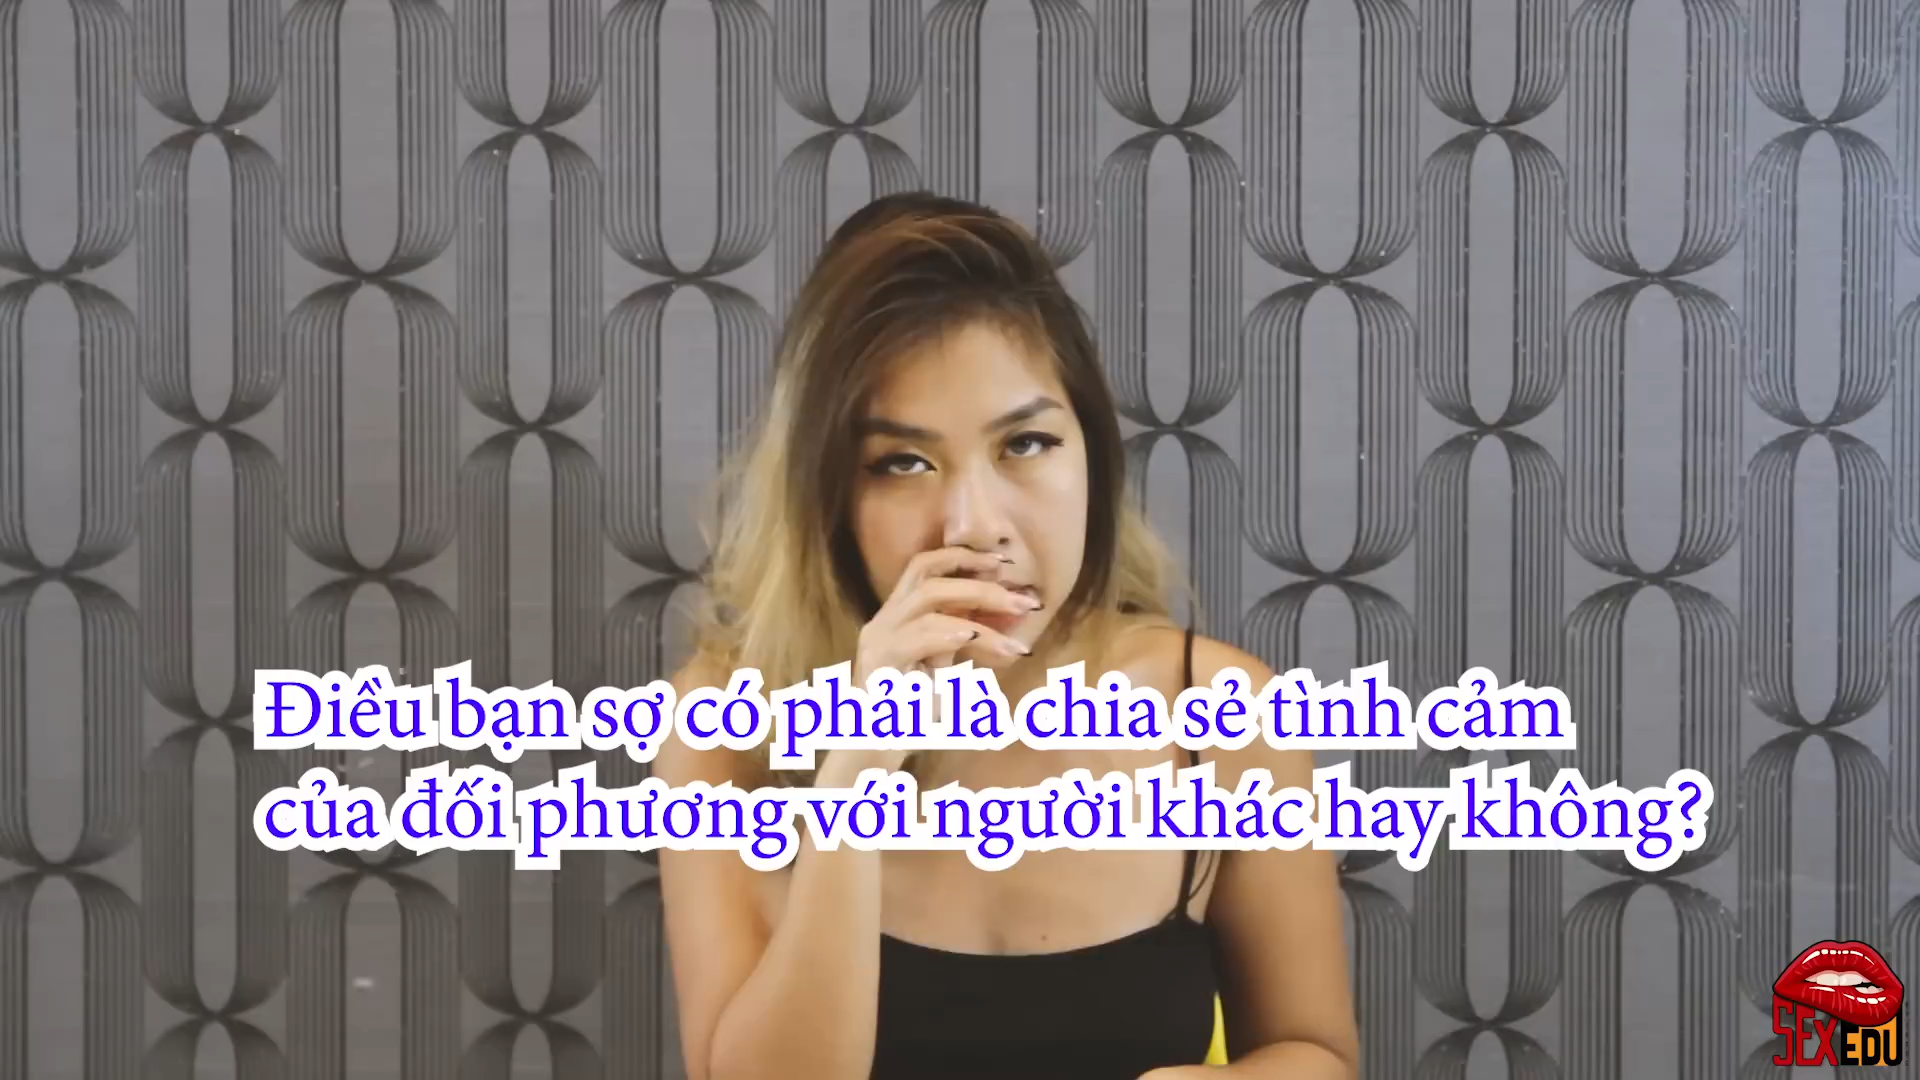 Điều bạn sợ có phải là chia sẻ tình cảm
của đối phương với người khác hay không?
SEX EDU